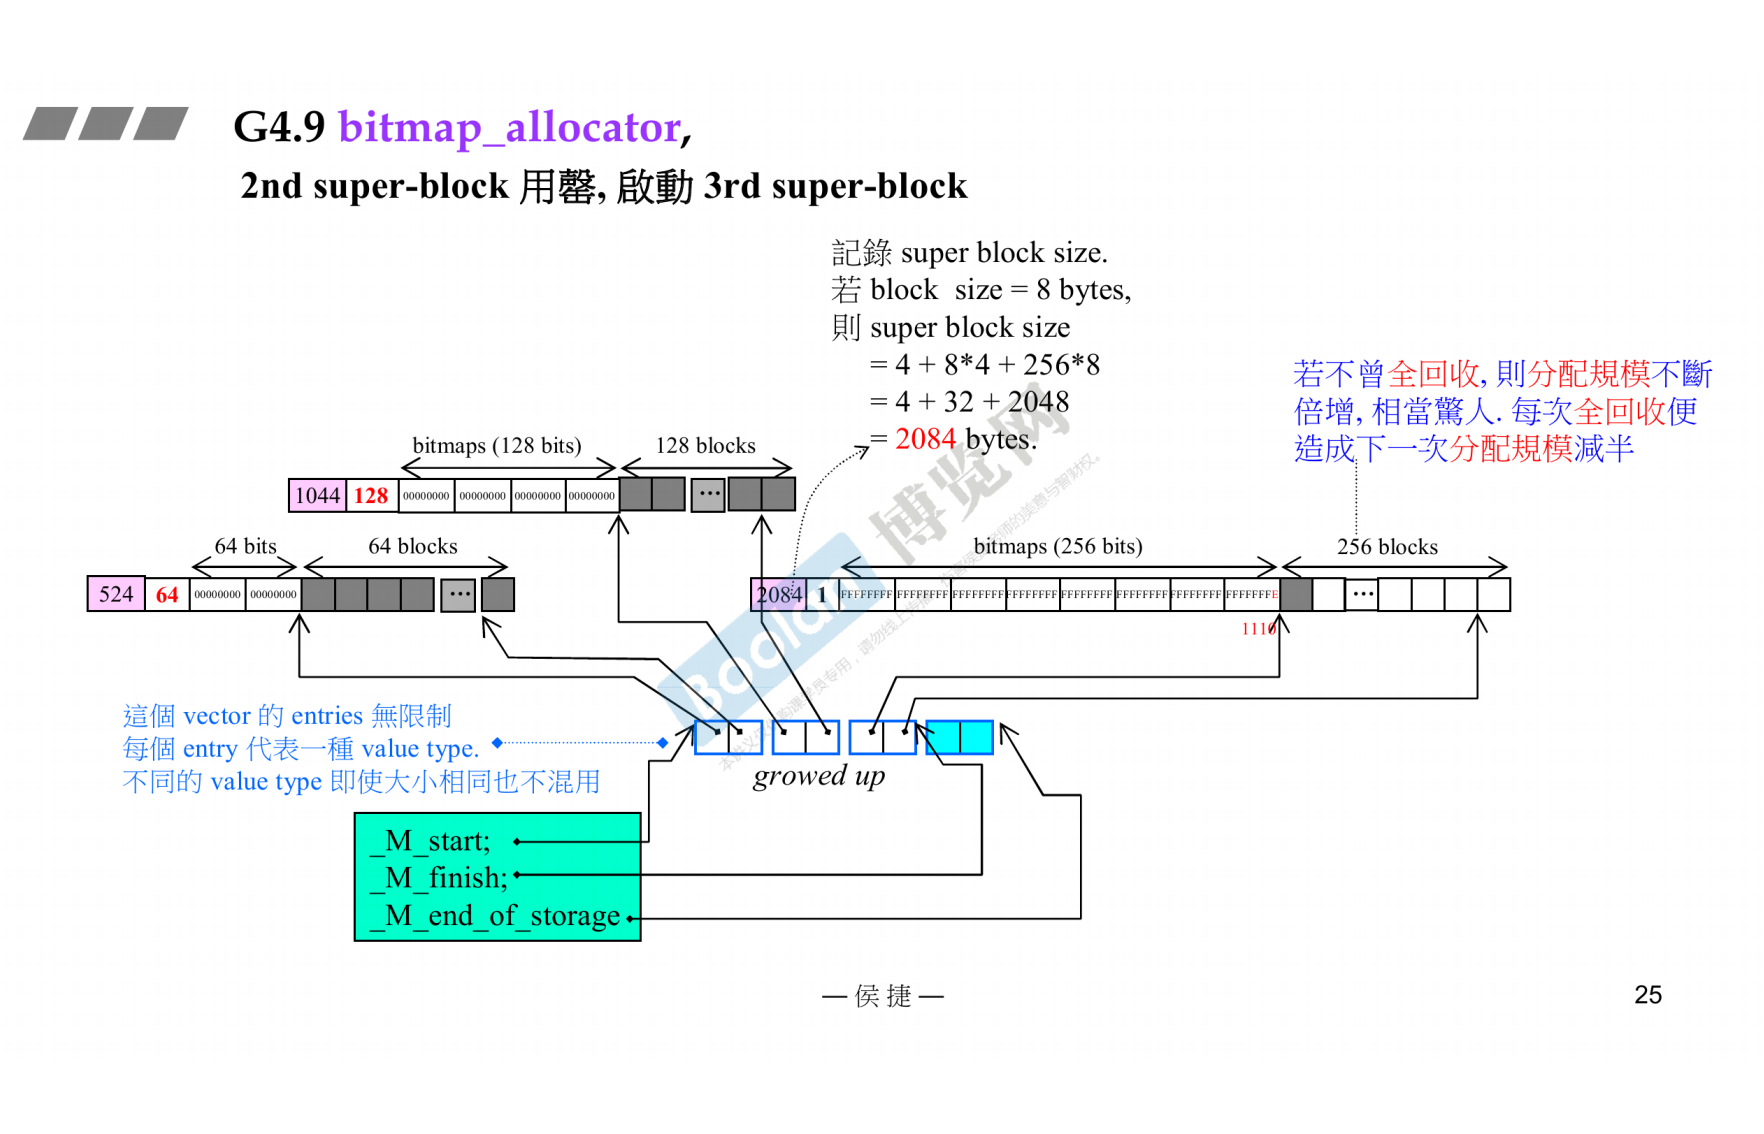 G4.9 bitmap_allocator,
2nd super-block 用罄, 啟動 3rd super-block
記錄 super block size.
若 block size = 8 bytes,
則 super block size
= 4 + 8*4 + 256*8
= 4 + 32 + 2048
= 2084 bytes.
若不曾全回收, 則分配規模不斷
倍增, 相當驚人. 每次全回收便
造成下一次分配規模減半
bitmaps (128 bits) 128 blocks
1044 128 00000000 00000000 00000000 00000000 ...
64 bits 64 blocks
524 64 00000000 00000000 ...
bitmaps (256 bits) 256 blocks
2084 1 FFFFFFFF FFFFFFFF FFFFFFFF FFFFFFFF FFFFFFFF FFFFFFFF FFFFFFFF FFFFFFFE ...
1110
這個 vector 的 entries 無限制
每個 entry 代表一種 value type.
不同的 value type 即使大小相同也不混用
growed up
_M_start;
_M_finish;
_M_end_of_storage
Boolan 博览网
— 侯 捷 —
25